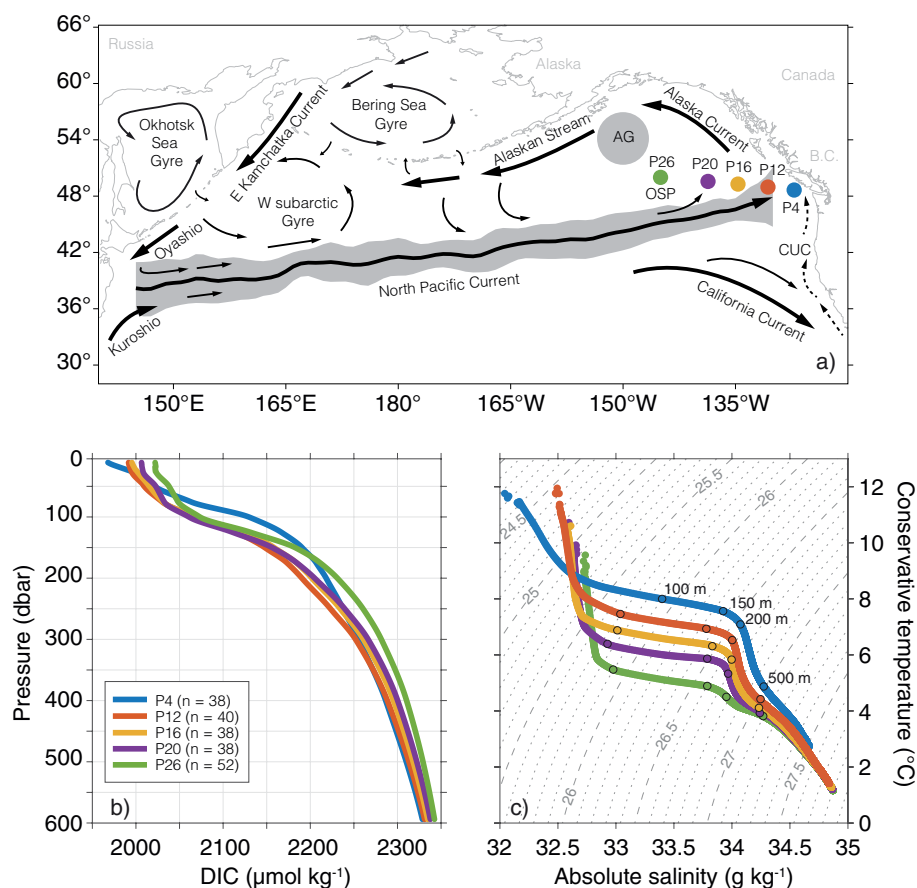 66°
60°
54°
48°
42°
36°
30°
Russia
Alaska
Canada
B.C.
Okhotsk
Sea
Gyre
E Kamchatka Current
Bering Sea
Gyre
Alaskan Stream
AG
Alaska Current
P26
OSP
P20
P16
P12
P4
W subarctic
Gyre
Oyashio
Kuroshio
North Pacific Current
CUC
California Current
a)
150°E
165°E
180°
165°W
150°W
135°W
0
100
200
300
400
500
600
Pressure (dbar)
P4 (n = 38)
P12 (n = 40)
P16 (n = 38)
P20 (n = 38)
P26 (n = 52)
b)
2000
2100
2200
2300
DIC (μmol kg⁻¹)
24.5
25
25.5
26
26
26.5
27
27.5
100 m
150 m
200 m
500 m
c)
12
10
8
6
4
2
0
Conservative temperature (°C)
32
32.5
33
33.5
34
34.5
35
Absolute salinity (g kg⁻¹)